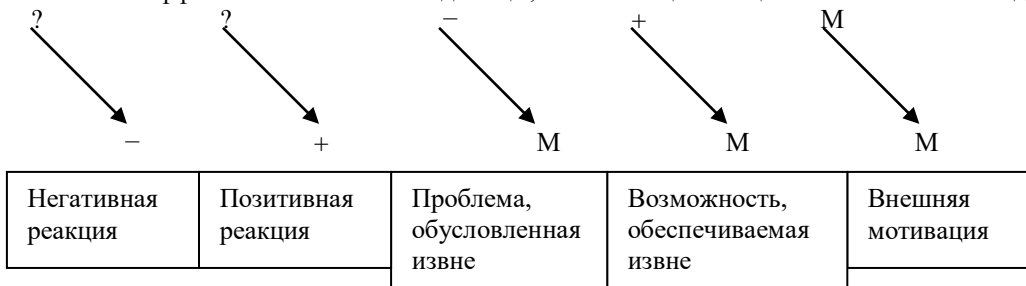 ? ? − + М
− + М М М
Негативная
реакция
Позитивная
реакция
Проблема,
обусловленная
извне
Возможность,
обеспечиваемая
извне
Внешняя
мотивация